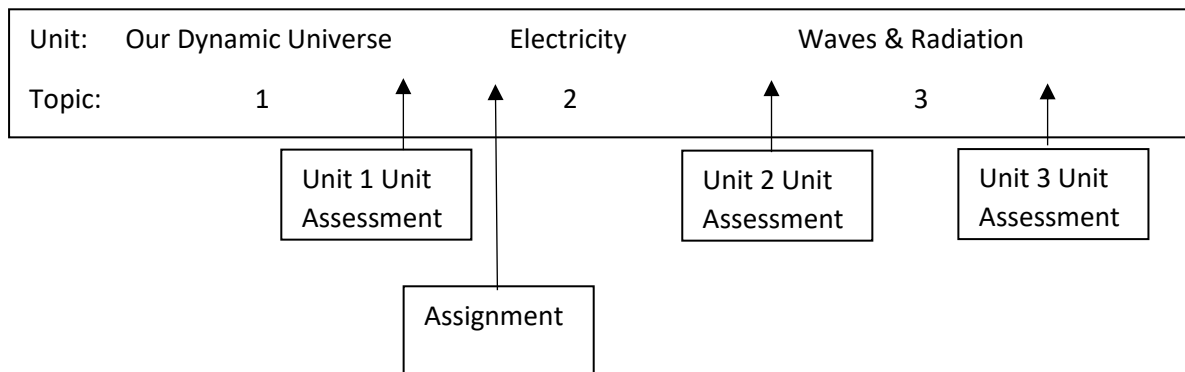 Unit: Our Dynamic Universe Electricity Waves & Radiation
Topic: 1 2 3
Unit 1 Unit
Assessment
Unit 2 Unit
Assessment
Unit 3 Unit
Assessment
Assignment